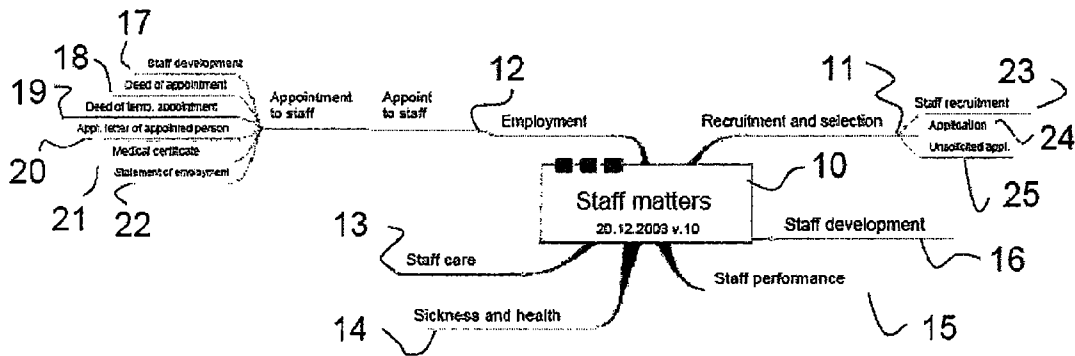 17
18
19
20
21
22
Staff development
Deed of appointment
Deed of temp. appointment
Appl. letter of appointed person
Medical certificate
Statement of employment
Appointment
to staff
Appoint
to staff
12
Employment
11
Recruitment and selection
23
Staff recruitment
24
Application
Unsolicited appl.
25
10
Staff matters
20.12.2003 v.10
13
Staff care
Staff development
16
Staff performance
15
Sickness and health
14